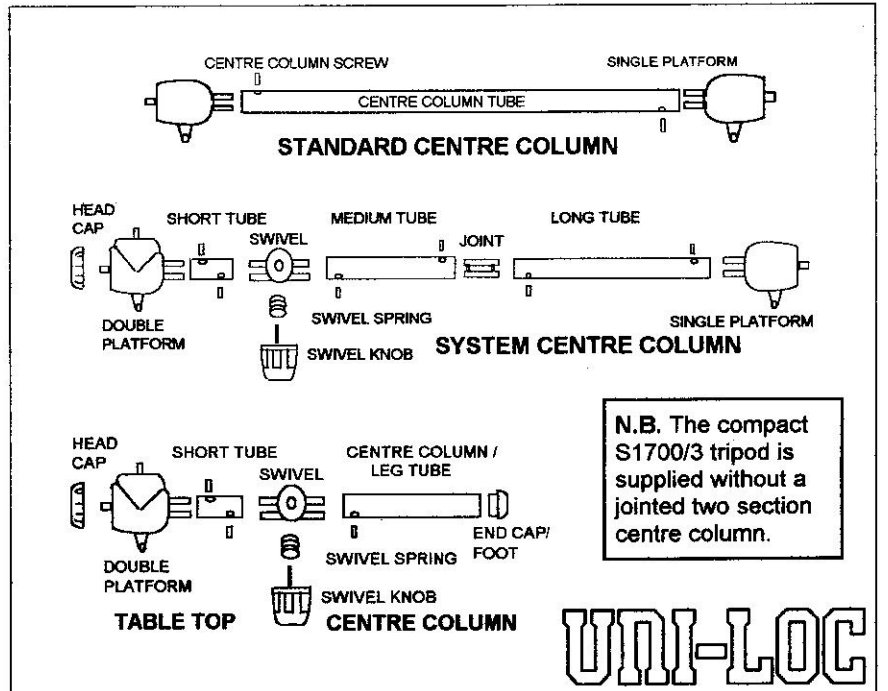 CENTRE COLUMN SCREW
SINGLE PLATFORM
CENTRE COLUMN TUBE
STANDARD CENTRE COLUMN
HEAD
CAP
SHORT TUBE
SWIVEL
MEDIUM TUBE
JOINT
LONG TUBE
DOUBLE
PLATFORM
SWIVEL SPRING
SWIVEL KNOB
SINGLE PLATFORM
SYSTEM CENTRE COLUMN
HEAD
CAP
SHORT TUBE
SWIVEL
CENTRE COLUMN /
LEG TUBE
END CAP/
FOOT
DOUBLE
PLATFORM
SWIVEL SPRING
SWIVEL KNOB
TABLE TOP CENTRE COLUMN
N.B. The compact
S1700/3 tripod is
supplied without a
jointed two section
centre column.
UNI-LOC